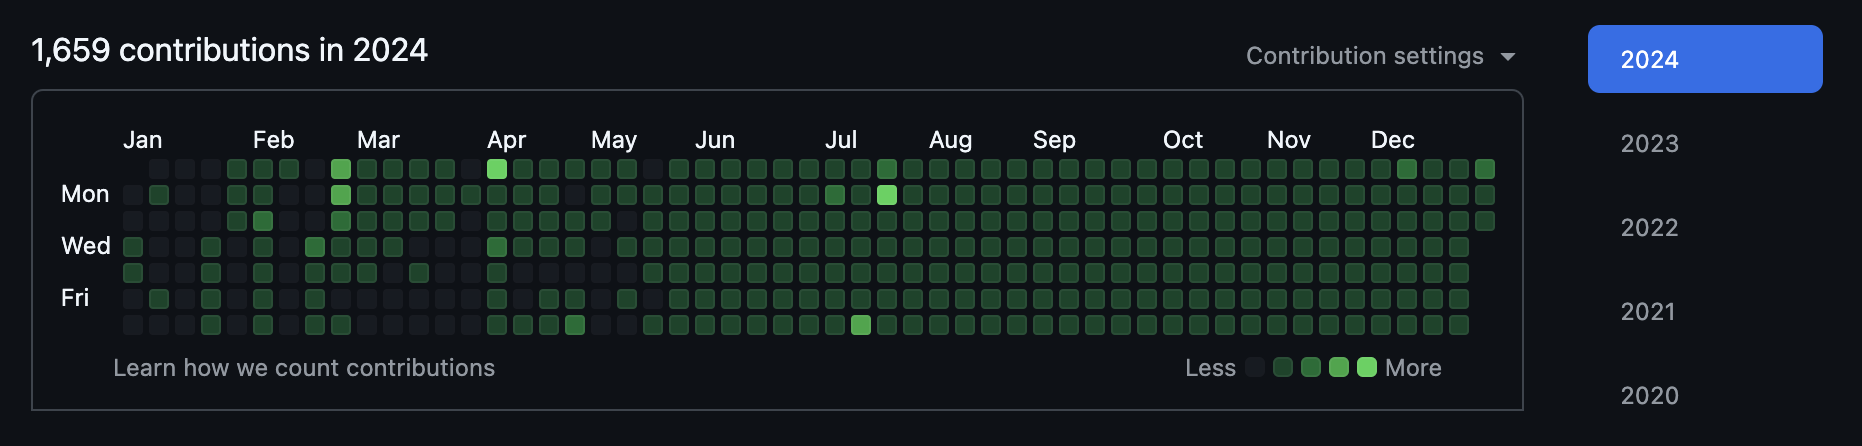 1,659 contributions in 2024
Contribution settings
2024
2023
2022
2021
2020
Jan Feb Mar Apr May Jun Jul Aug Sep Oct Nov Dec
Mon
Wed
Fri
Learn how we count contributions
Less More